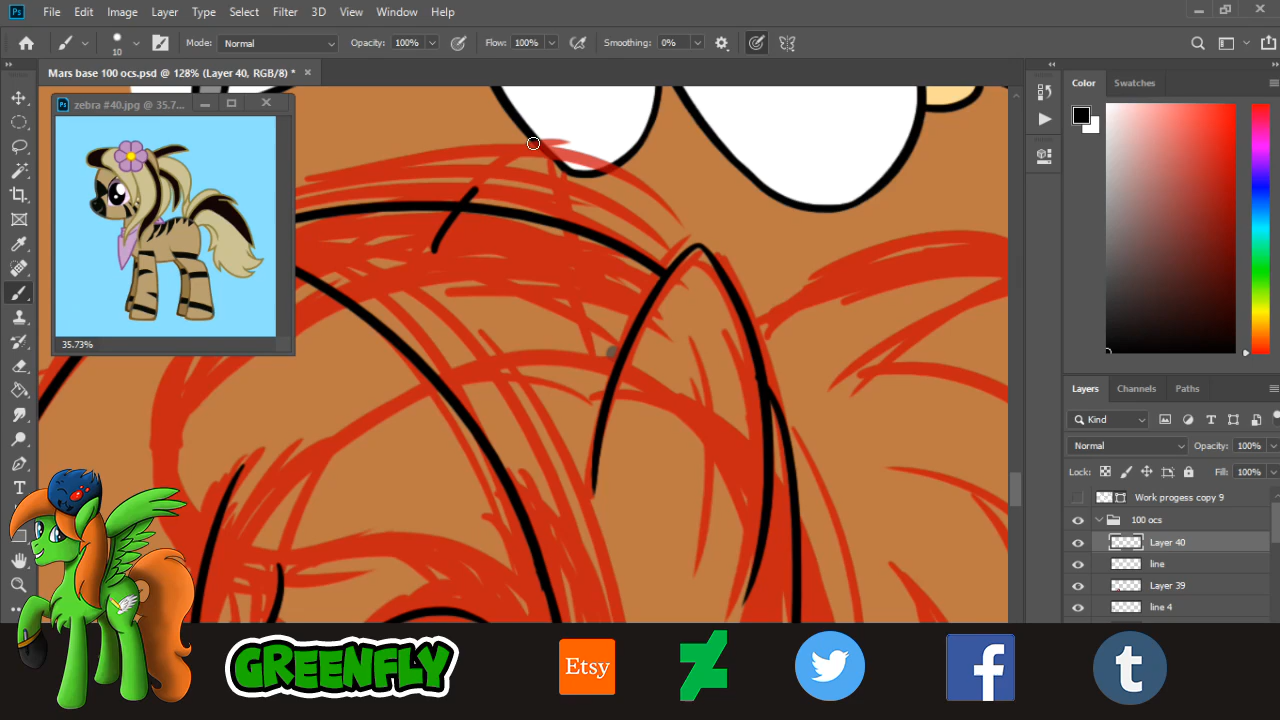 Ps File Edit Image Layer Type Select Filter 3D View Window Help
10 Mode: Normal Opacity: 100% Flow: 100% Smoothing: 0%
Mars base 100 ocs.psd @ 128% (Layer 40, RGB/8) * ×
Ps zebra #40.jpg @ 35.7...
35.73%
Color Swatches
Layers Channels Paths
Kind
Normal Opacity: 100%
Lock: Fill: 100%
Work progess copy 9
100 ocs
Layer 40
line
Layer 39
line 4
GREENFLY Etsy f t